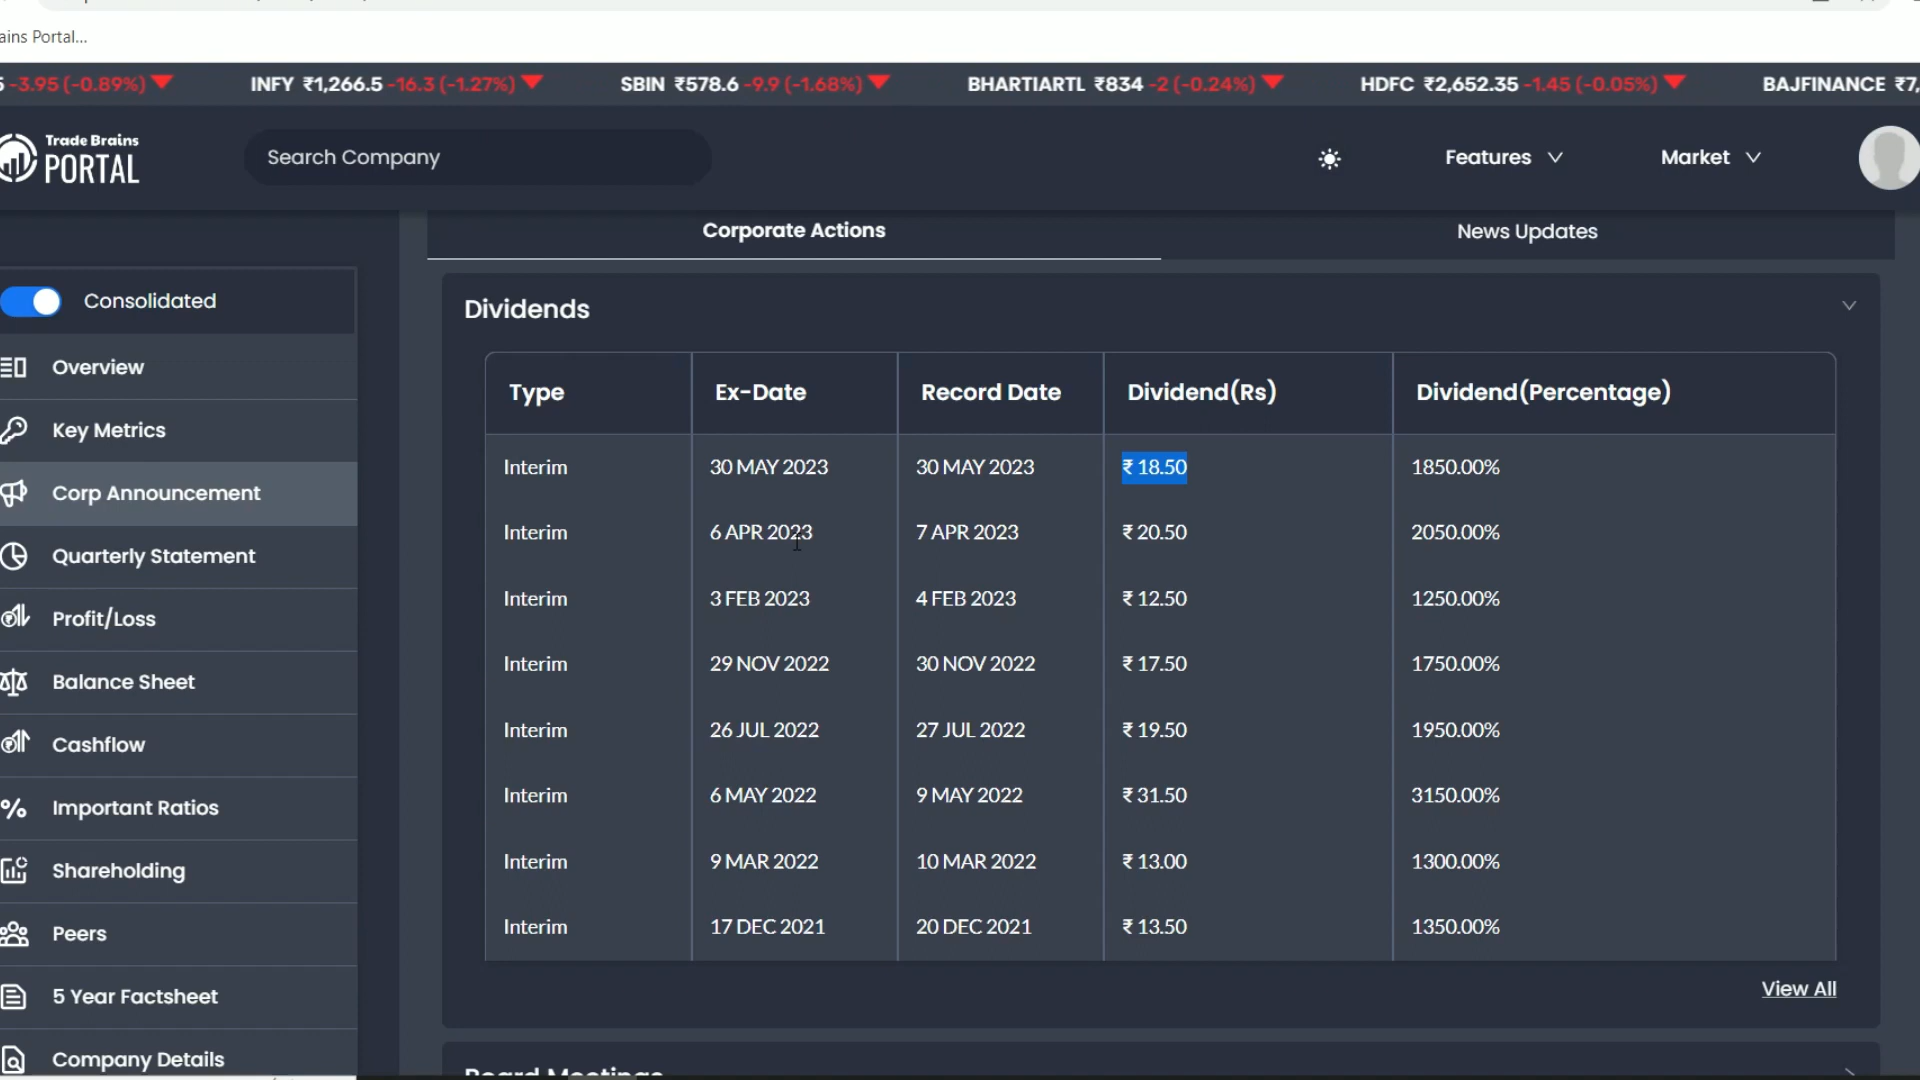 ains Portal...
5 -3.95 (-0.89%) INFY ₹1,266.5 -16.3 (-1.27%) SBIN ₹578.6 -9.9 (-1.68%) BHARTIARTL ₹834 -2 (-0.24%) HDFC ₹2,652.35 -1.45 (-0.05%) BAJFINANCE ₹7,
Trade Brains
PORTAL
Search Company
Features
Market
Corporate Actions
News Updates
Consolidated
Overview
Key Metrics
Corp Announcement
Quarterly Statement
Profit/Loss
Balance Sheet
Cashflow
Important Ratios
Shareholding
Peers
5 Year Factsheet
Company Details
Dividends
Type Ex-Date Record Date Dividend(Rs) Dividend(Percentage)
Interim 30 MAY 2023 30 MAY 2023 ₹ 18.50 1850.00%
Interim 6 APR 2023 7 APR 2023 ₹ 20.50 2050.00%
Interim 3 FEB 2023 4 FEB 2023 ₹ 12.50 1250.00%
Interim 29 NOV 2022 30 NOV 2022 ₹ 17.50 1750.00%
Interim 26 JUL 2022 27 JUL 2022 ₹ 19.50 1950.00%
Interim 6 MAY 2022 9 MAY 2022 ₹ 31.50 3150.00%
Interim 9 MAR 2022 10 MAR 2022 ₹ 13.00 1300.00%
Interim 17 DEC 2021 20 DEC 2021 ₹ 13.50 1350.00%
View All
Board Meetings